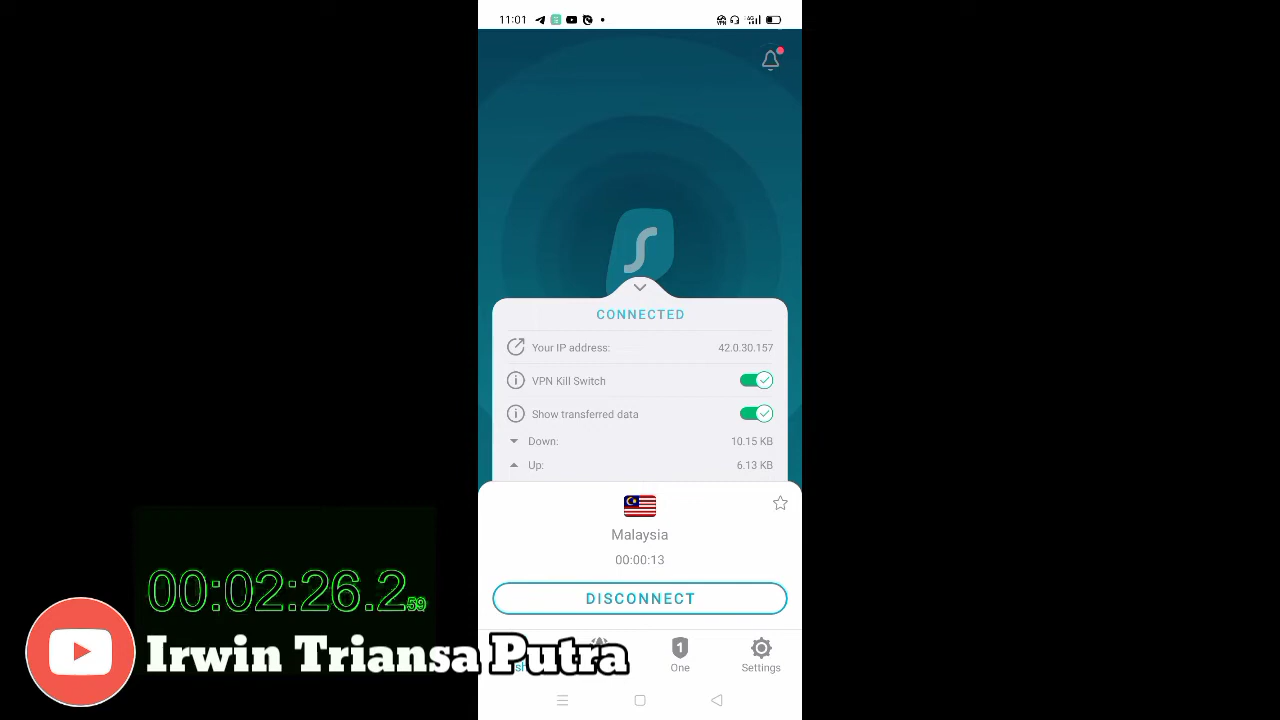 11:01
CONNECTED
Your IP address: 42.0.30.157
VPN Kill Switch
Show transferred data
Down: 10.15 KB
Up: 6.13 KB
Malaysia
00:00:13
DISCONNECT
00:02:26.259
Irwin Triansa Putra
One Settings